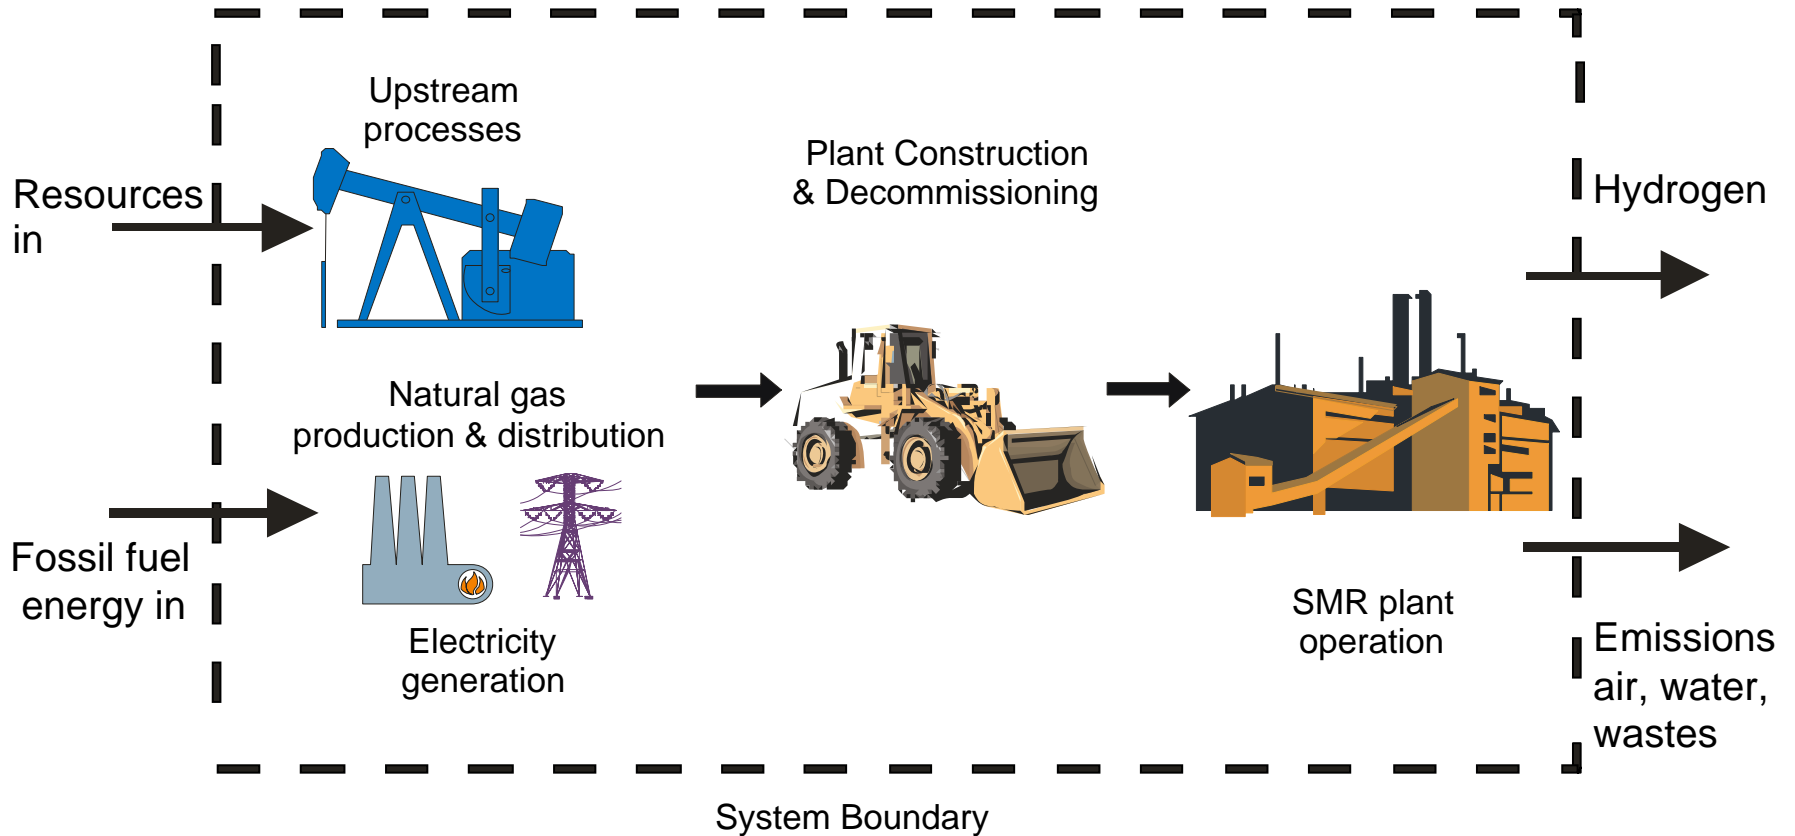 Upstream
processes
Plant Construction
& Decommissioning
Resources
in
Hydrogen
Natural gas
production & distribution
Fossil fuel
energy in
Electricity
generation
SMR plant
operation
Emissions
air, water,
wastes
System Boundary